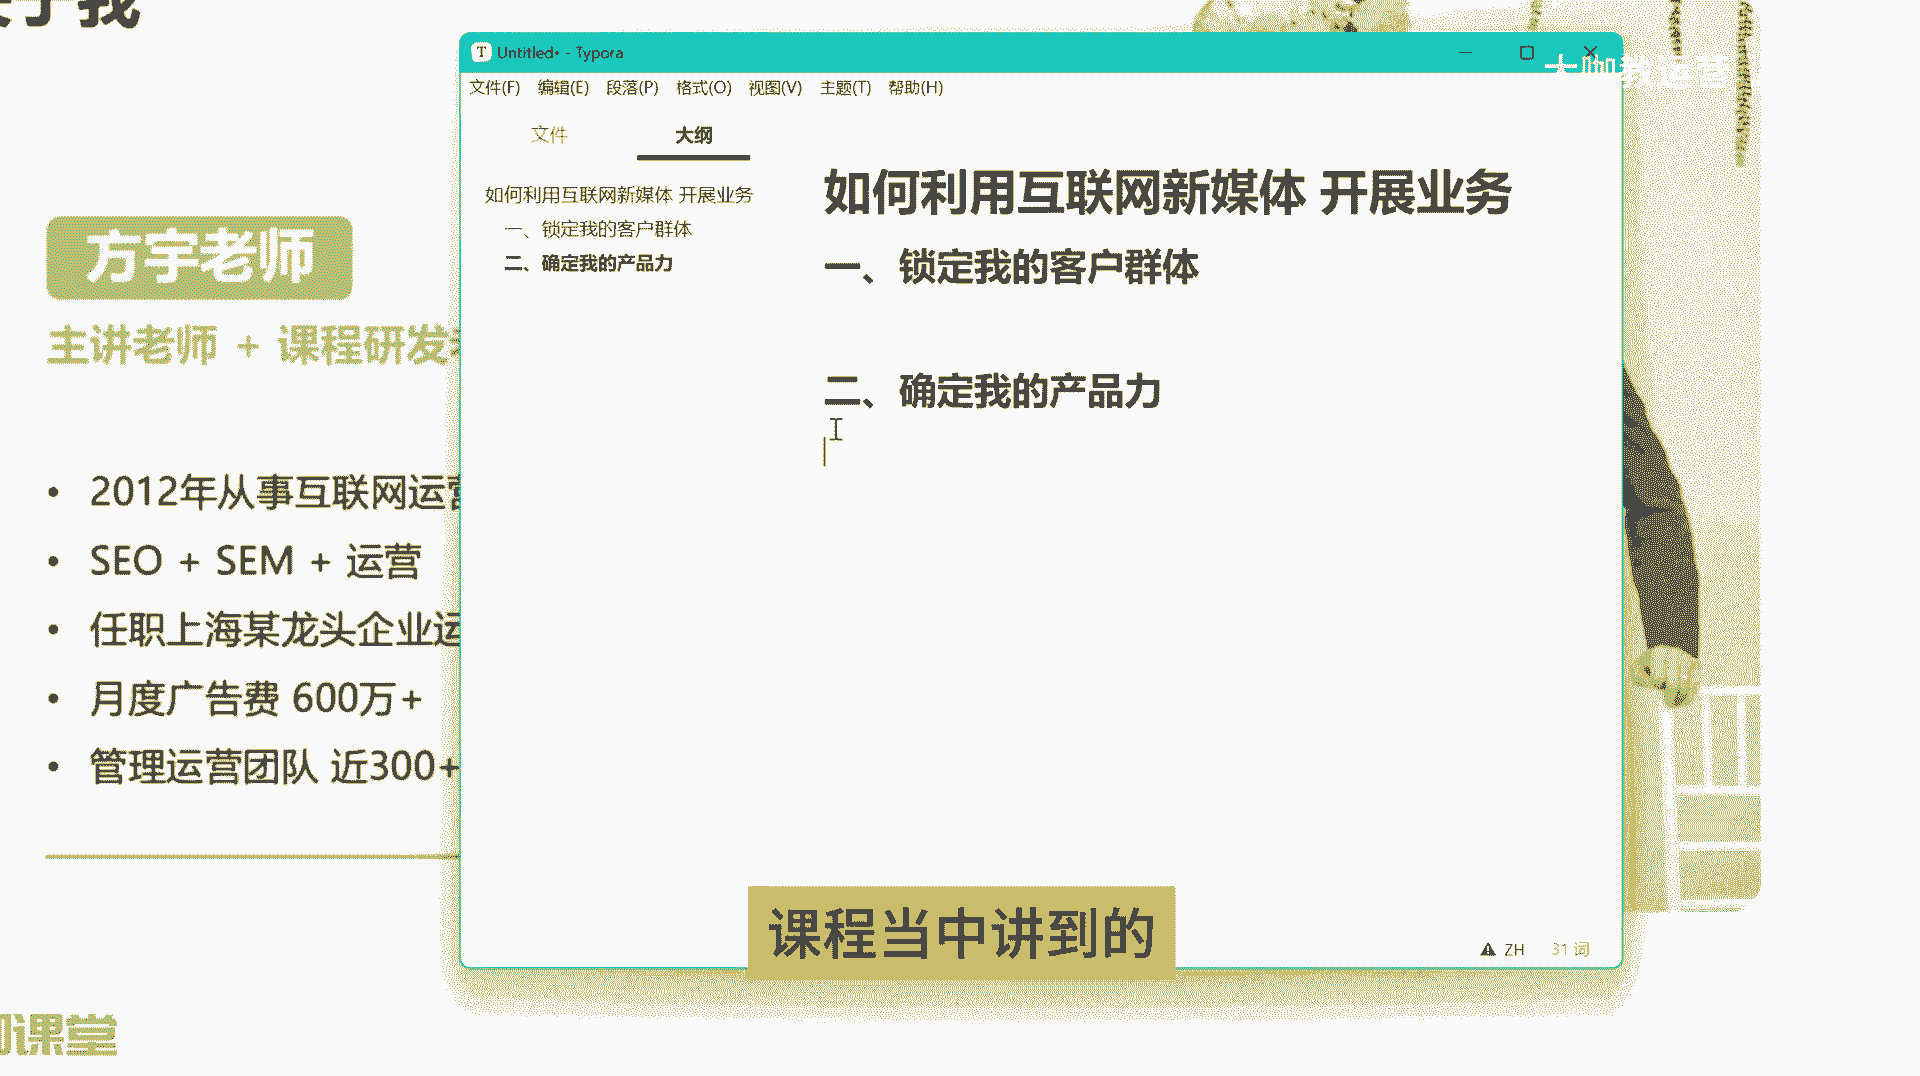 于我
方宇老师
主讲老师 + 课程研发
2012年从事互联网运营
SEO + SEM + 运营
任职上海某龙头企业运
月度广告费 600万+
管理运营团队 近300+
课堂
Untitled• - Typora
文件(F) 编辑(E) 段落(P) 格式(O) 视图(V) 主题(T) 帮助(H)
文件 大纲
如何利用互联网新媒体 开展业务
一、锁定我的客户群体
二、确定我的产品力
如何利用互联网新媒体 开展业务
一、锁定我的客户群体
二、确定我的产品力
ZH 31 词
课程当中讲到的
大咖教运营